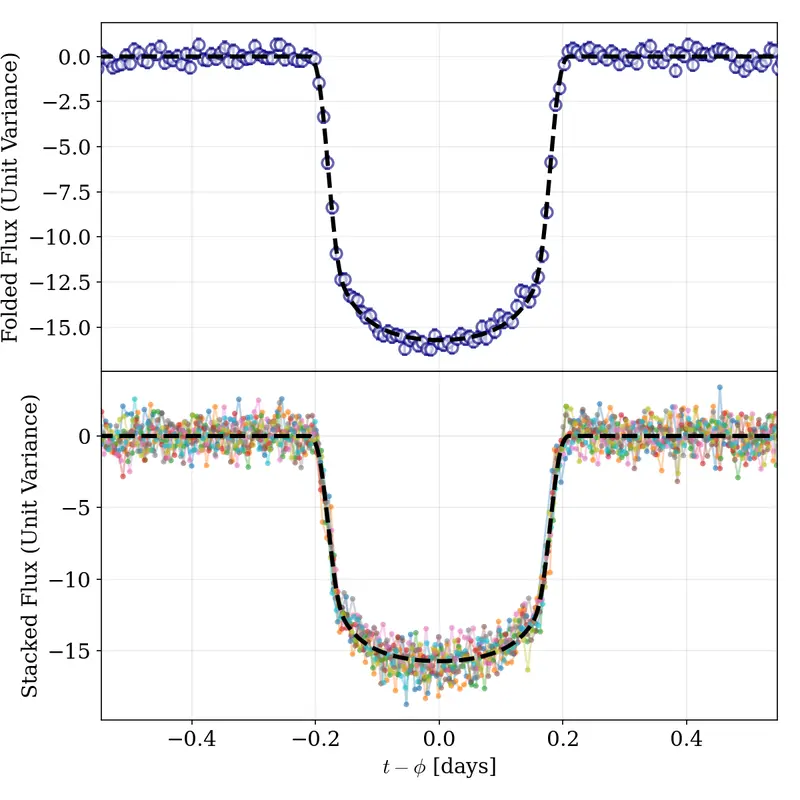 Folded Flux (Unit Variance)
0.0
−2.5
−5.0
−7.5
−10.0
−12.5
−15.0
Stacked Flux (Unit Variance)
0
−5
−10
−15
−0.4 −0.2 0.0 0.2 0.4
t − ϕ [days]